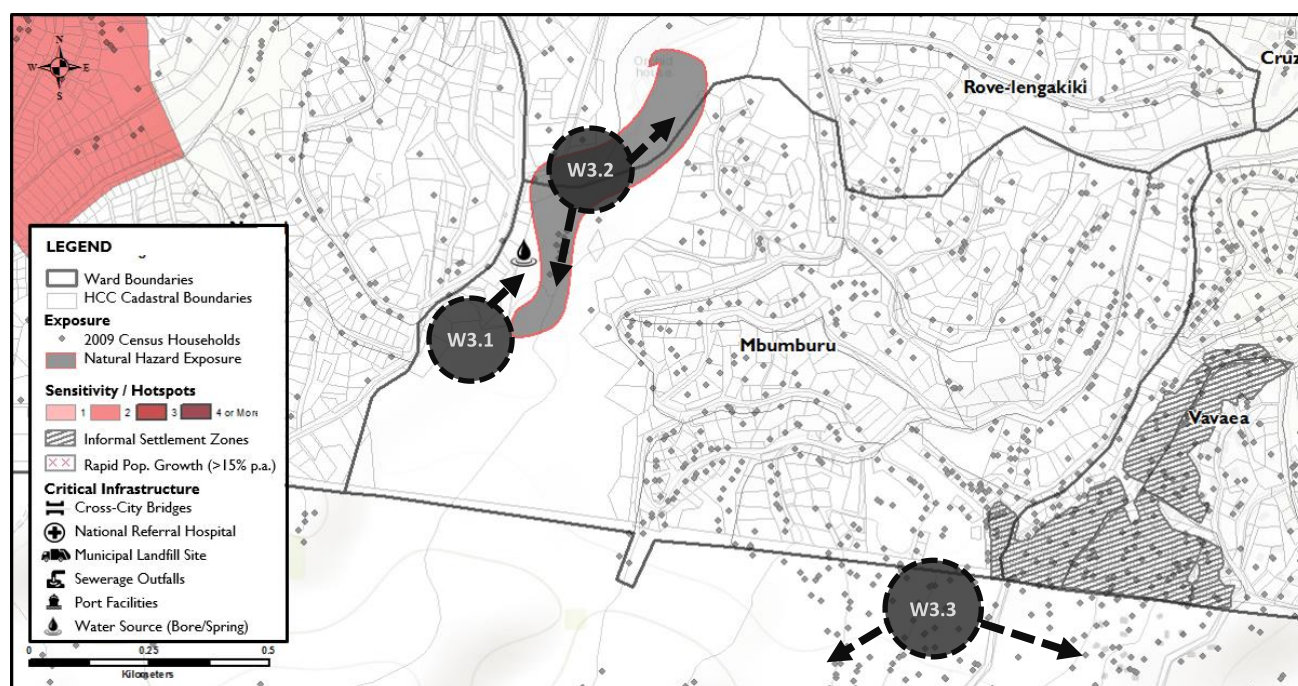 N
W E
S
Orchid
house
Rove-lengakiki
Cruz
W3.2
W3.1
Mbumburu
Vavaea
W3.3
LEGEND
Ward Boundaries
HCC Cadastral Boundaries
Exposure
2009 Census Households
Natural Hazard Exposure
Sensitivity / Hotspots
1 2 3 4 or More
Informal Settlement Zones
Rapid Pop. Growth (>15% p.a.)
Critical Infrastructure
Cross-City Bridges
National Referral Hospital
Municipal Landfill Site
Sewerage Outfalls
Port Facilities
Water Source (Bore/Spring)
0 0.25 0.5
Kilometers